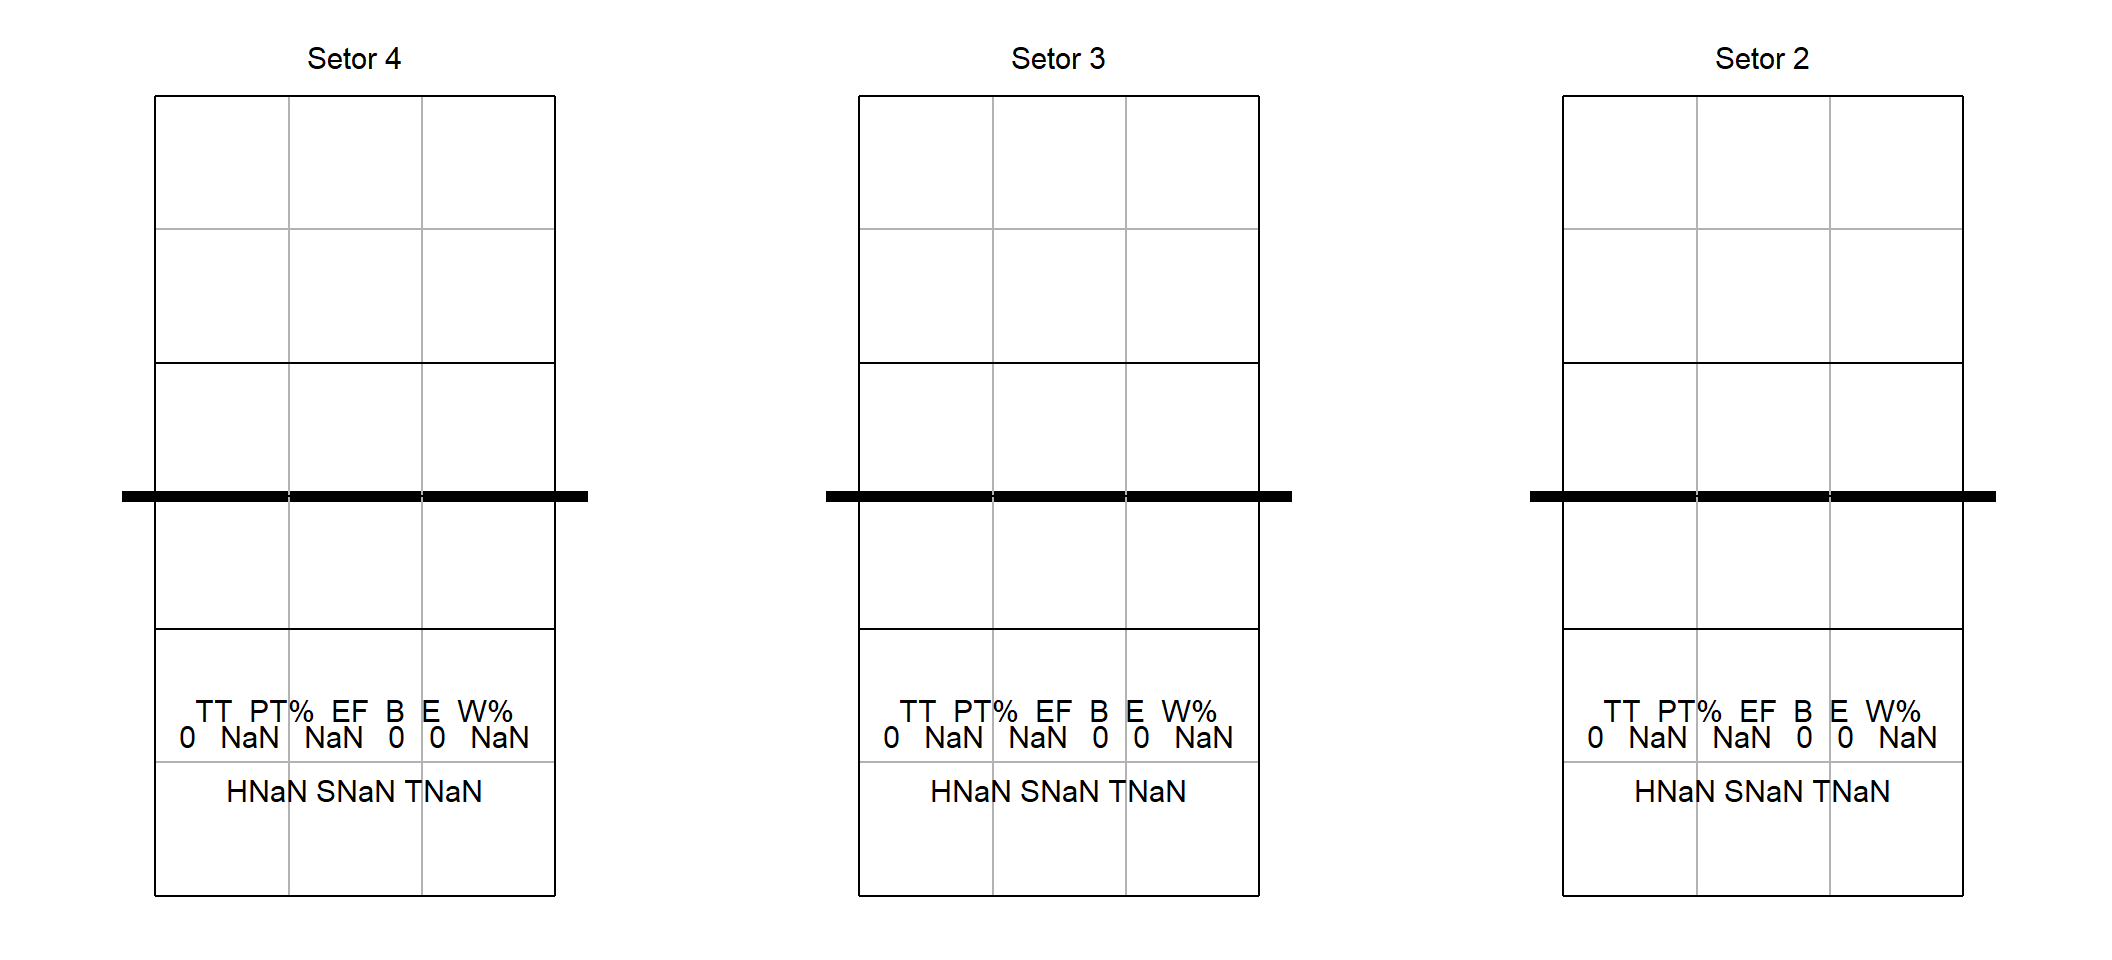 Setor 4
TT PT% EF B E W%
0 NaN NaN 0 0 NaN
HNaN SNaN TNaN
Setor 3
TT PT% EF B E W%
0 NaN NaN 0 0 NaN
HNaN SNaN TNaN
Setor 2
TT PT% EF B E W%
0 NaN NaN 0 0 NaN
HNaN SNaN TNaN